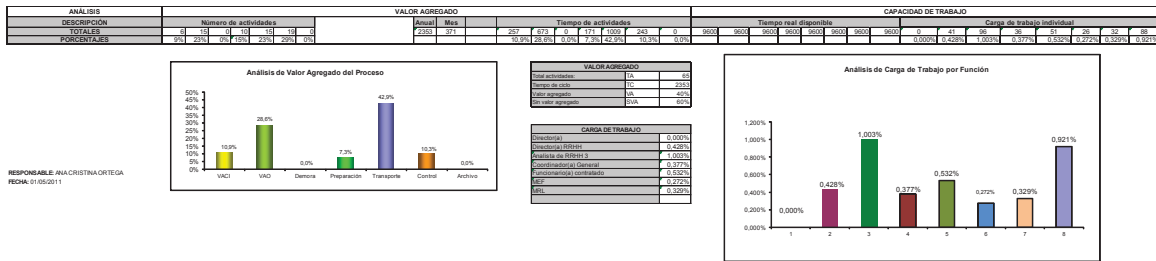 ANÁLISIS VALOR AGREGADO CAPACIDAD DE TRABAJO
DESCRIPCIÓN Número de actividades Anual Mes Tiempo de actividades Tiempo real disponible Carga de trabajo individual
TOTALES 6 15 0 10 15 19 0 2353 371 257 673 0 171 1009 243 0 9600 9600 9600 9600 9600 9600 9600 9600 0 41 96 36 51 26 32 88
PORCENTAJES 9% 23% 0% 15% 23% 29% 0 10,9% 28,6% 0,0% 7,3% 42,9% 10,3% 0,0% 0,000% 0,428% 1,003% 0,377% 0,532% 0,272% 0,329% 0,921%
Análisis de Valor Agregado del Proceso
50%
45%
40%
35%
30%
25%
20%
15%
10%
5%
0%
10,9% 28,6% 0,0% 7,3% 42,9% 10,3% 0,0%
VACI VAO Demora Preparación Transporte Control Archivo
RESPONSABLE: ANA CRISTINA ORTEGA
FECHA: 01/05/2011
VALOR AGREGADO
Total actividades: TA 65
Tiempo de ciclo TC 2353
Valor agregado VA 40%
Sin valor agregado SVA 60%
CARGA DE TRABAJO
Director(a) 0,000%
Director(a) RRHH 0,428%
Analista de RRHH 3 1,003%
Coordinador(a) General 0,377%
Funcionario(a) contratado 0,532%
MEF 0,272%
MRL 0,329%
Análisis de Carga de Trabajo por Función
1,200%
1,000%
0,800%
0,600%
0,400%
0,200%
0,000%
0,000% 0,428% 1,003% 0,377% 0,532% 0,272% 0,329% 0,921%
1 2 3 4 5 6 7 8